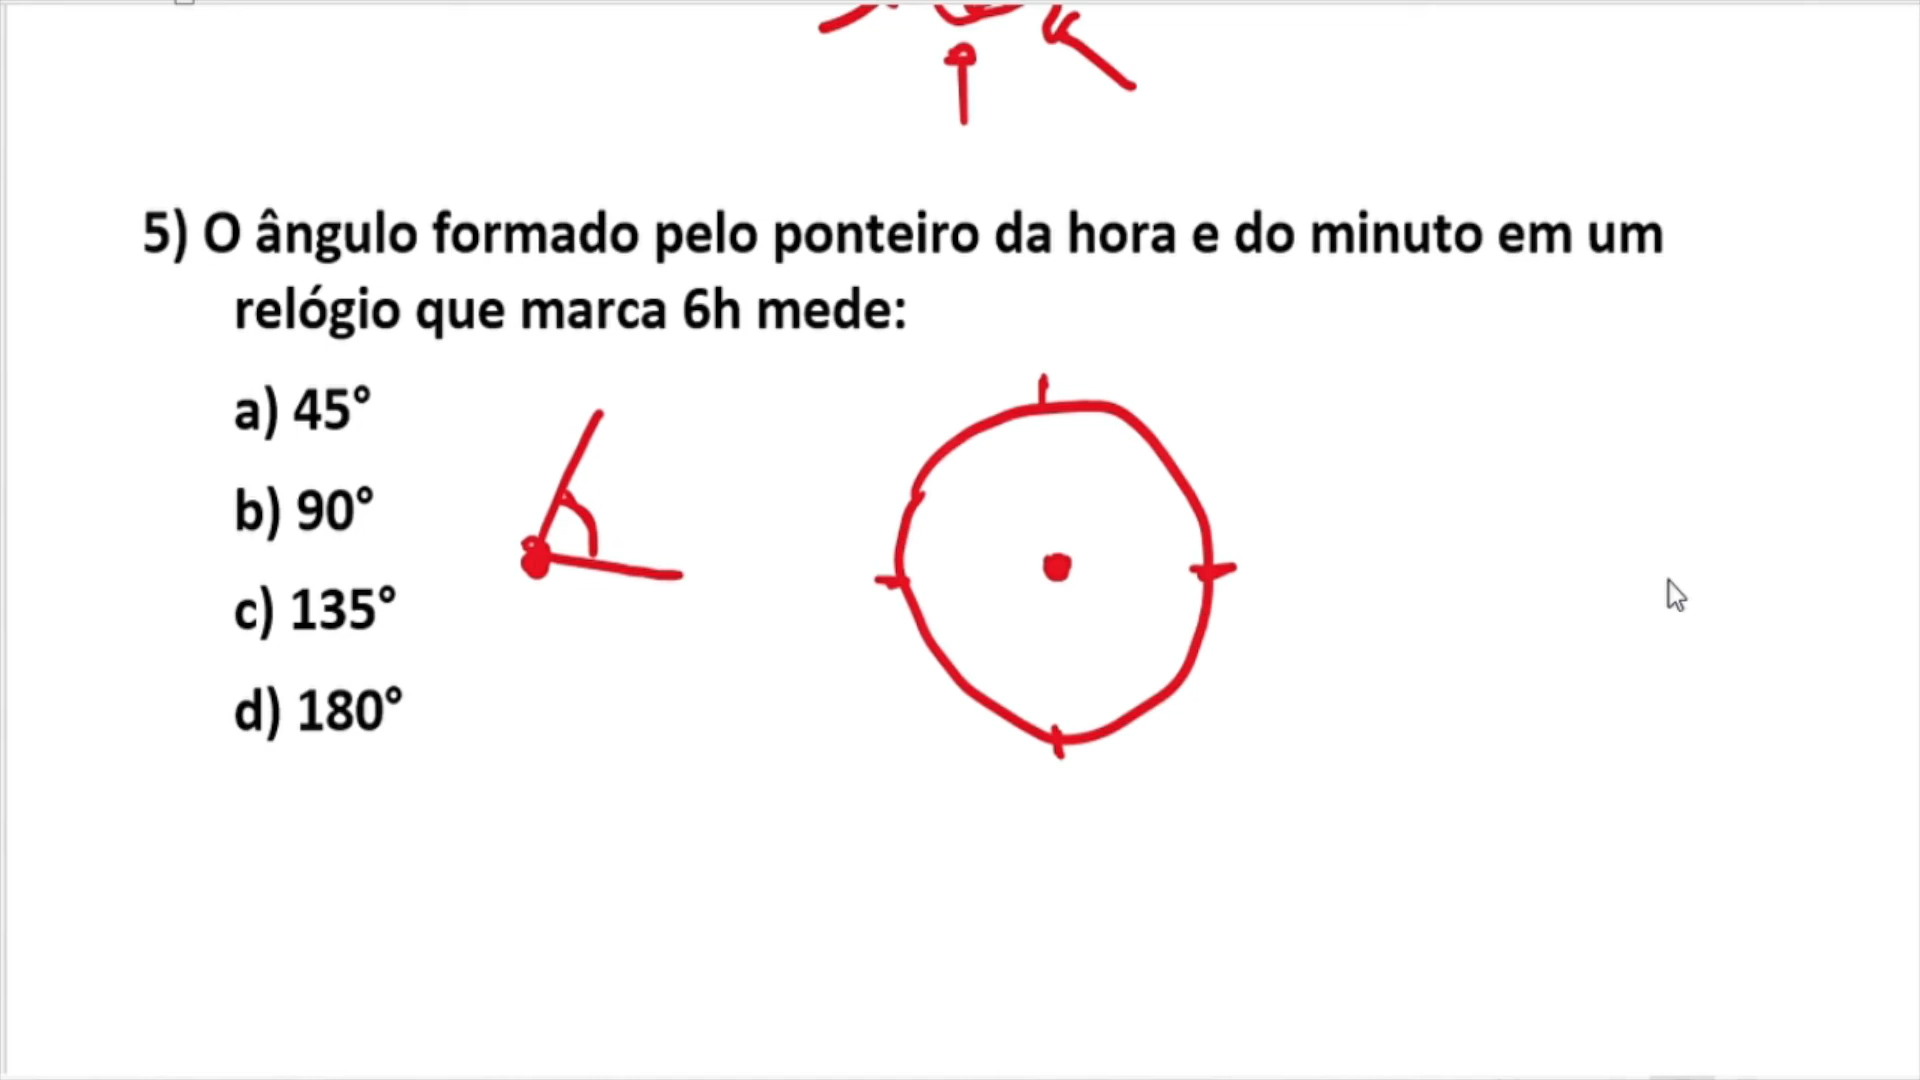 5) O ângulo formado pelo ponteiro da hora e do minuto em um
relógio que marca 6h mede:
a) 45°
b) 90°
c) 135°
d) 180°